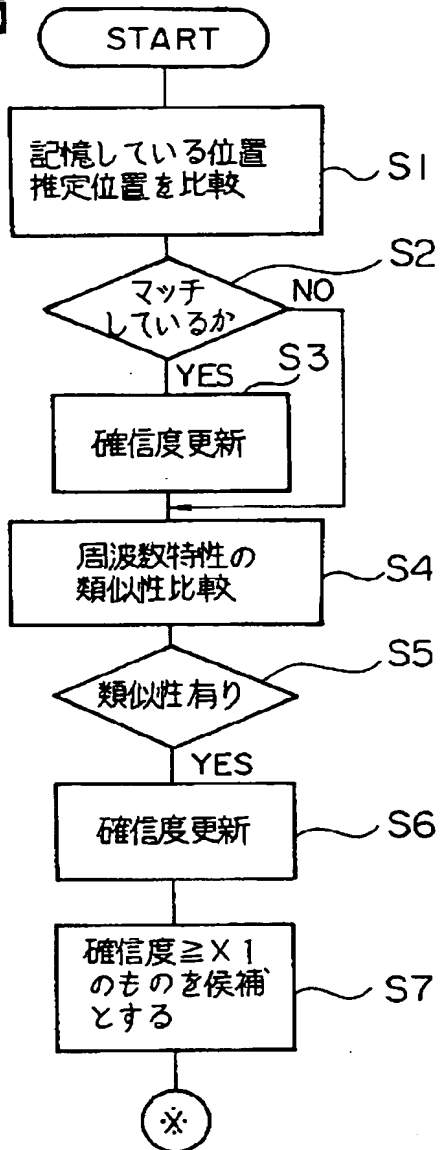 START
記憶している位置
推定位置を比較
S1
S2
マッチ
しているか
NO
YES
S3
確信度更新
周波数特性の
類似性比較
S4
S5
類似性有り
YES
確信度更新
S6
確信度≧X1
のものを候補
とする
S7
※